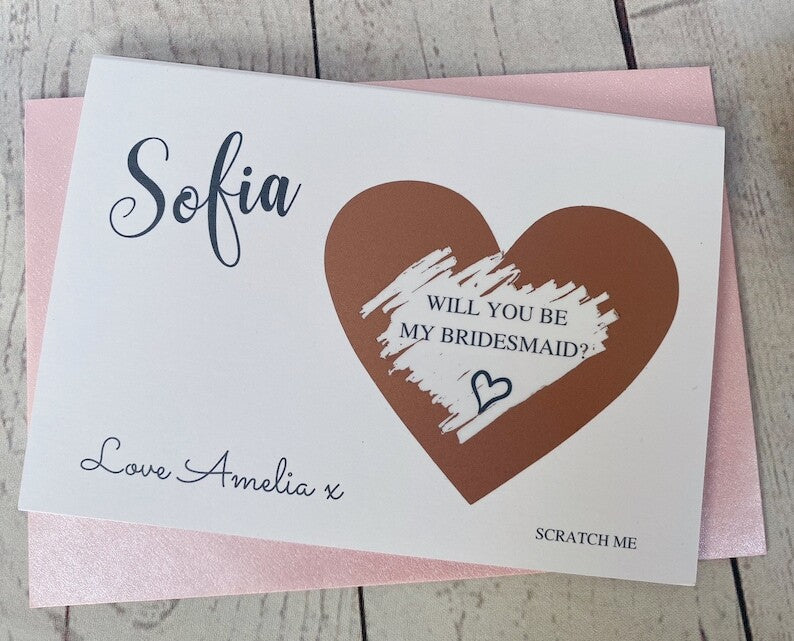 Sofia
WILL YOU BE
MY BRIDESMAID?
Love Amelia x
SCRATCH ME